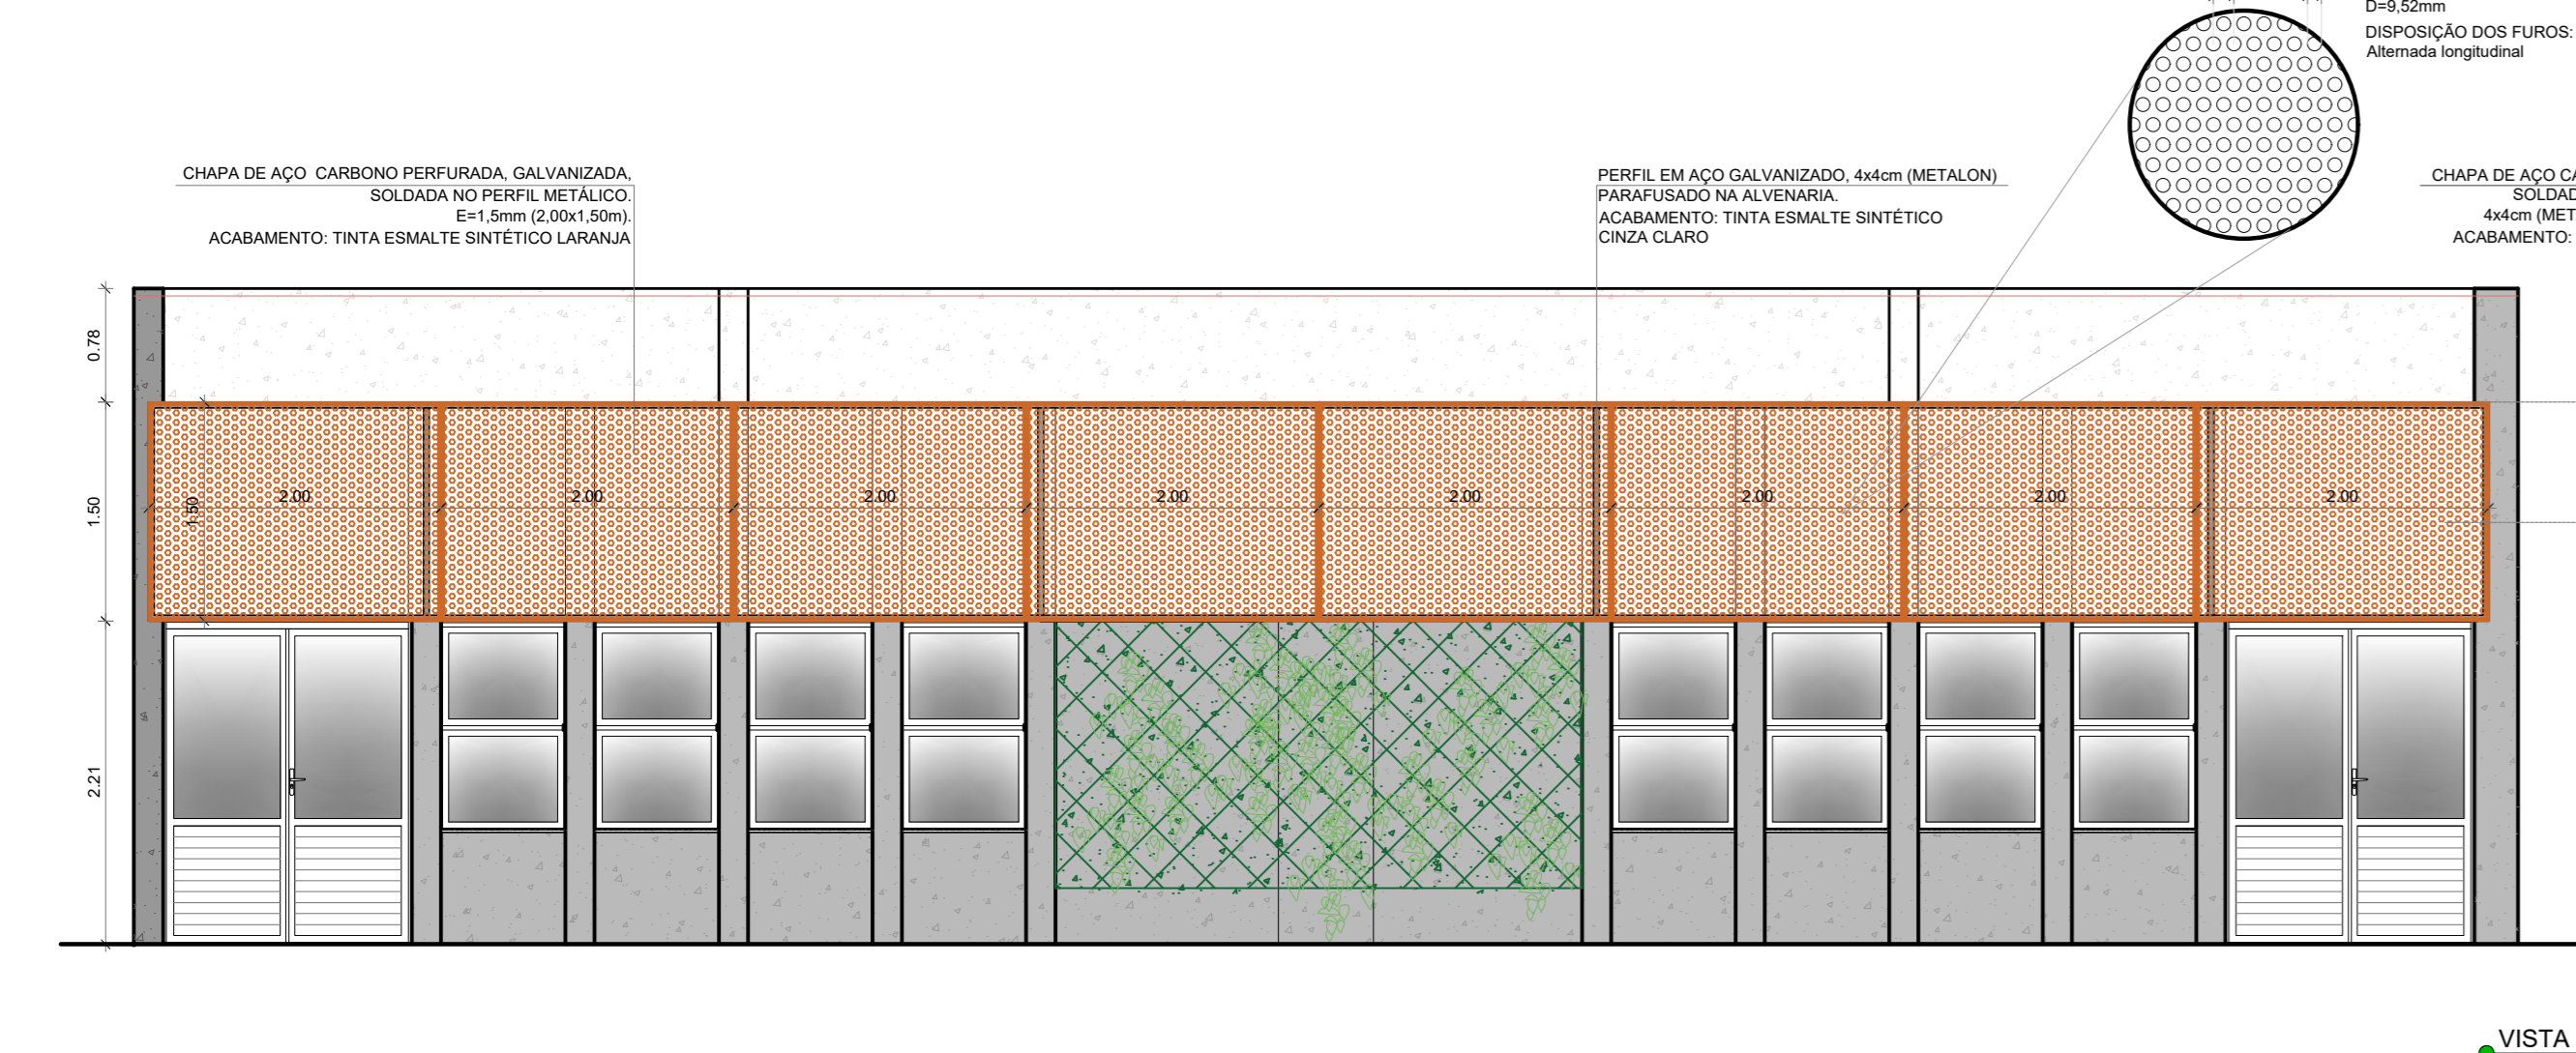 D=9,52mm
DISPOSIÇÃO DOS FUROS:
Alternada longitudinal
CHAPA DE AÇO CARBONO PERFURADA, GALVANIZADA,
SOLDADA NO PERFIL METÁLICO.
E=1,5mm (2,00x1,50m).
ACABAMENTO: TINTA ESMALTE SINTÉTICO LARANJA
PERFIL EM AÇO GALVANIZADO, 4x4cm (METALON)
PARAFUSADO NA ALVENARIA.
ACABAMENTO: TINTA ESMALTE SINTÉTICO
CINZA CLARO
CHAPA DE AÇO CA
SOLDAD
4x4cm (MET
ACABAMENTO:
0.78
1.50
2.21
1.50
2.00
2.00
2.00
2.00
2.00
2.00
2.00
2.00
VISTA